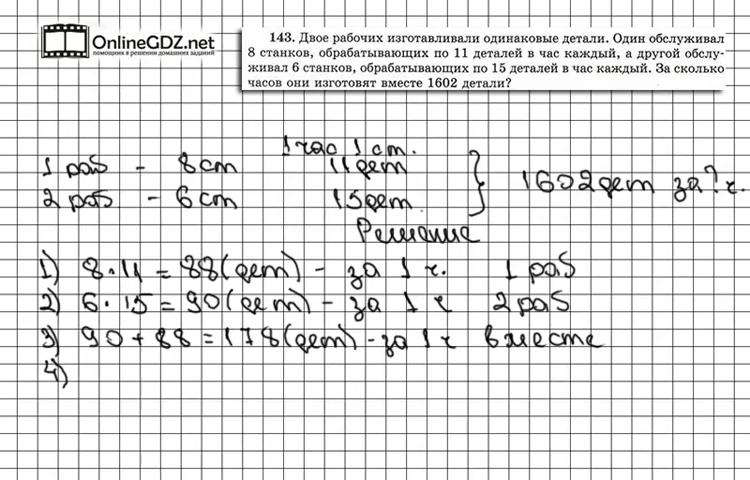 OnlineGDZ.net
помощник в решении домашних заданий
143. Двое рабочих изготавливали одинаковые детали. Один обслуживал
8 станков, обрабатывающих по 11 деталей в час каждый, а другой обслу-
живал 6 станков, обрабатывающих по 15 деталей в час каждый. За сколько
часов они изготовят вместе 1602 детали?
1 час 1 ст.
1 раб - 8 ст 11 дет
2 раб - 6 ст 15 дет.
1602 дет за ? ч.
Решение
1) 8 · 11 = 88 (дет) - за 1 ч. 1 раб
2) 6 · 15 = 90 (дет) - за 1 ч 2 раб
3) 90 + 88 = 178 (дет) - за 1 ч вместе
4)